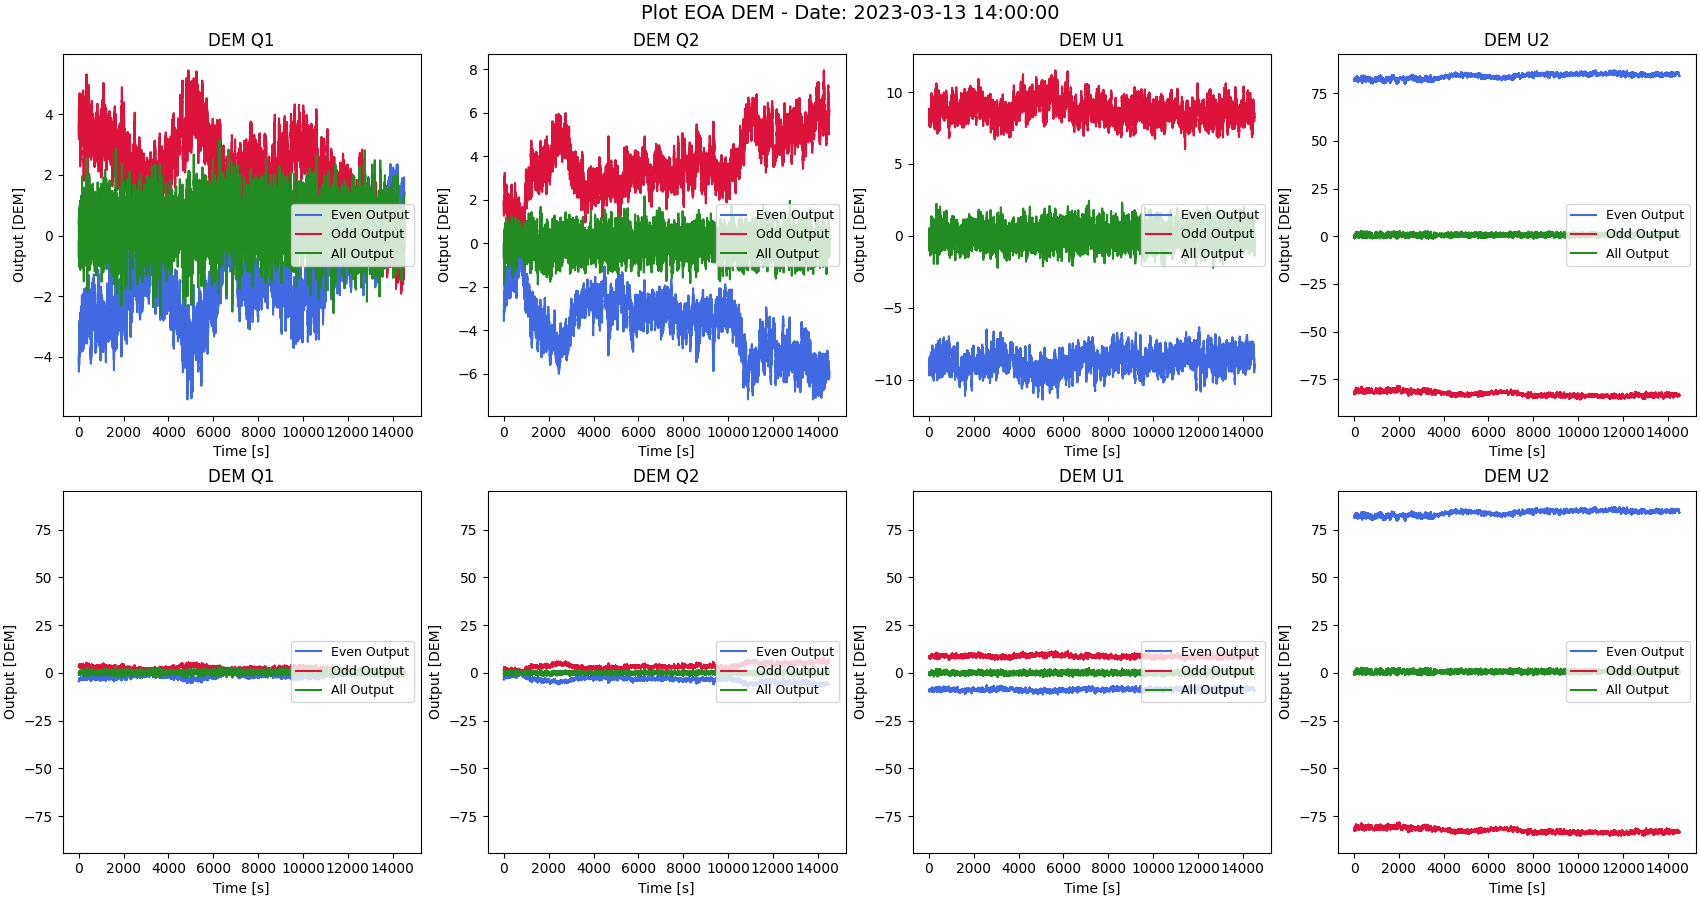 Plot EOA DEM - Date: 2023-03-13 14:00:00
DEM Q1
DEM Q2
DEM U1
DEM U2
Output [DEM]
4
2
0
−2
−4
Even Output
Odd Output
All Output
0 2000 4000 6000 8000 10000 12000 14000
Time [s]
Output [DEM]
8
6
4
2
0
−2
−4
−6
Even Output
Odd Output
All Output
0 2000 4000 6000 8000 10000 12000 14000
Time [s]
Output [DEM]
10
5
0
−5
−10
Even Output
Odd Output
All Output
0 2000 4000 6000 8000 10000 12000 14000
Time [s]
Output [DEM]
75
50
25
0
−25
−50
−75
Even Output
Odd Output
All Output
0 2000 4000 6000 8000 10000 12000 14000
Time [s]
DEM Q1
DEM Q2
DEM U1
DEM U2
Output [DEM]
75
50
25
0
−25
−50
−75
Even Output
Odd Output
All Output
0 2000 4000 6000 8000 10000 12000 14000
Time [s]
Output [DEM]
75
50
25
0
−25
−50
−75
Even Output
Odd Output
All Output
0 2000 4000 6000 8000 10000 12000 14000
Time [s]
Output [DEM]
75
50
25
0
−25
−50
−75
Even Output
Odd Output
All Output
0 2000 4000 6000 8000 10000 12000 14000
Time [s]
Output [DEM]
75
50
25
0
−25
−50
−75
Even Output
Odd Output
All Output
0 2000 4000 6000 8000 10000 12000 14000
Time [s]